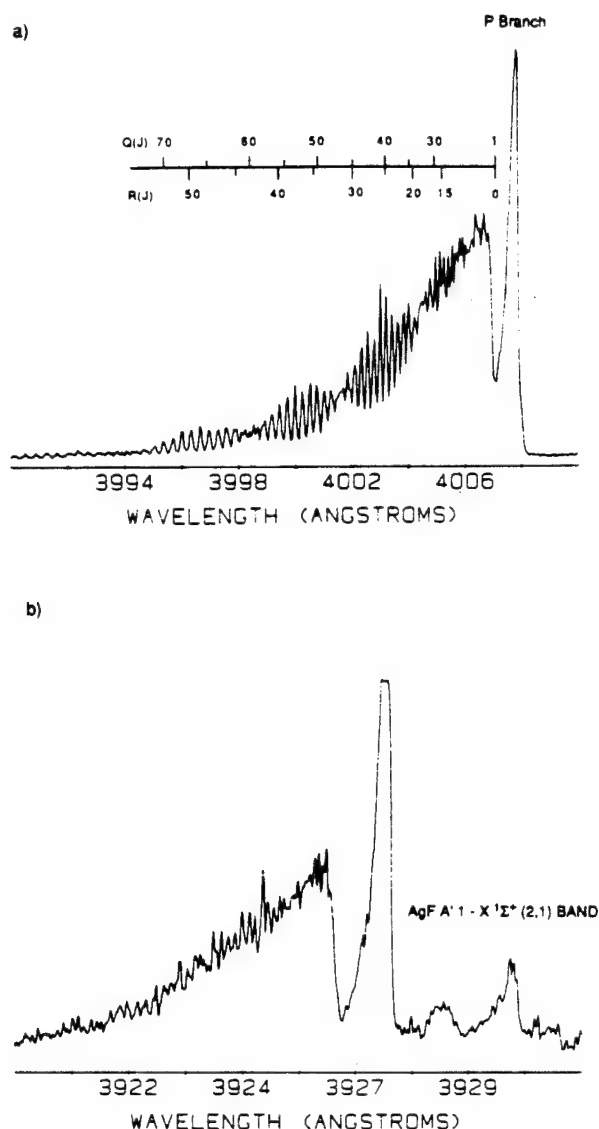 a)
P Branch
Q(J) 70 60 50 40 30 1
R(J) 50 40 30 20 15 0
3994 3998 4002 4006
WAVELENGTH (ANGSTROMS)
b)
AgF A' 1 - X ¹Σ⁺ (2,1) BAND
3922 3924 3927 3929
WAVELENGTH (ANGSTROMS)